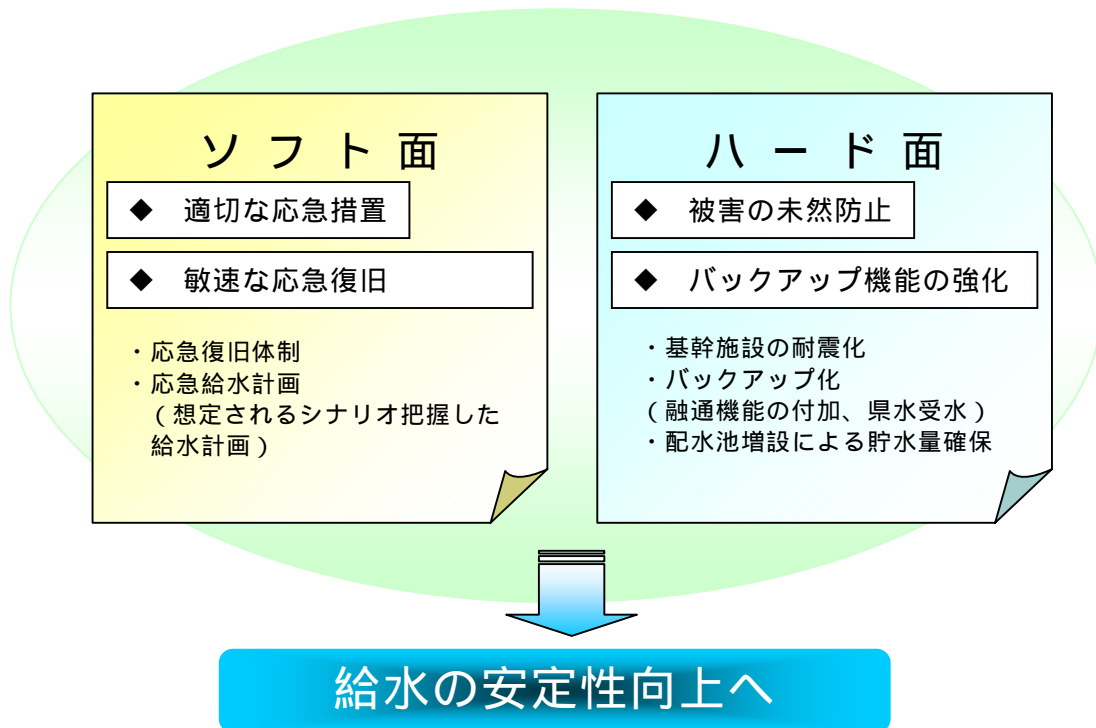 ソフト面
◆ 適切な応急措置
◆ 敏速な応急復旧
・応急復旧体制
・応急給水計画
（想定されるシナリオ把握した
給水計画）
ハード面
◆ 被害の未然防止
◆ バックアップ機能の強化
・基幹施設の耐震化
・バックアップ化
（融通機能の付加、県水受水）
・配水池増設による貯水量確保
給水の安定性向上へ